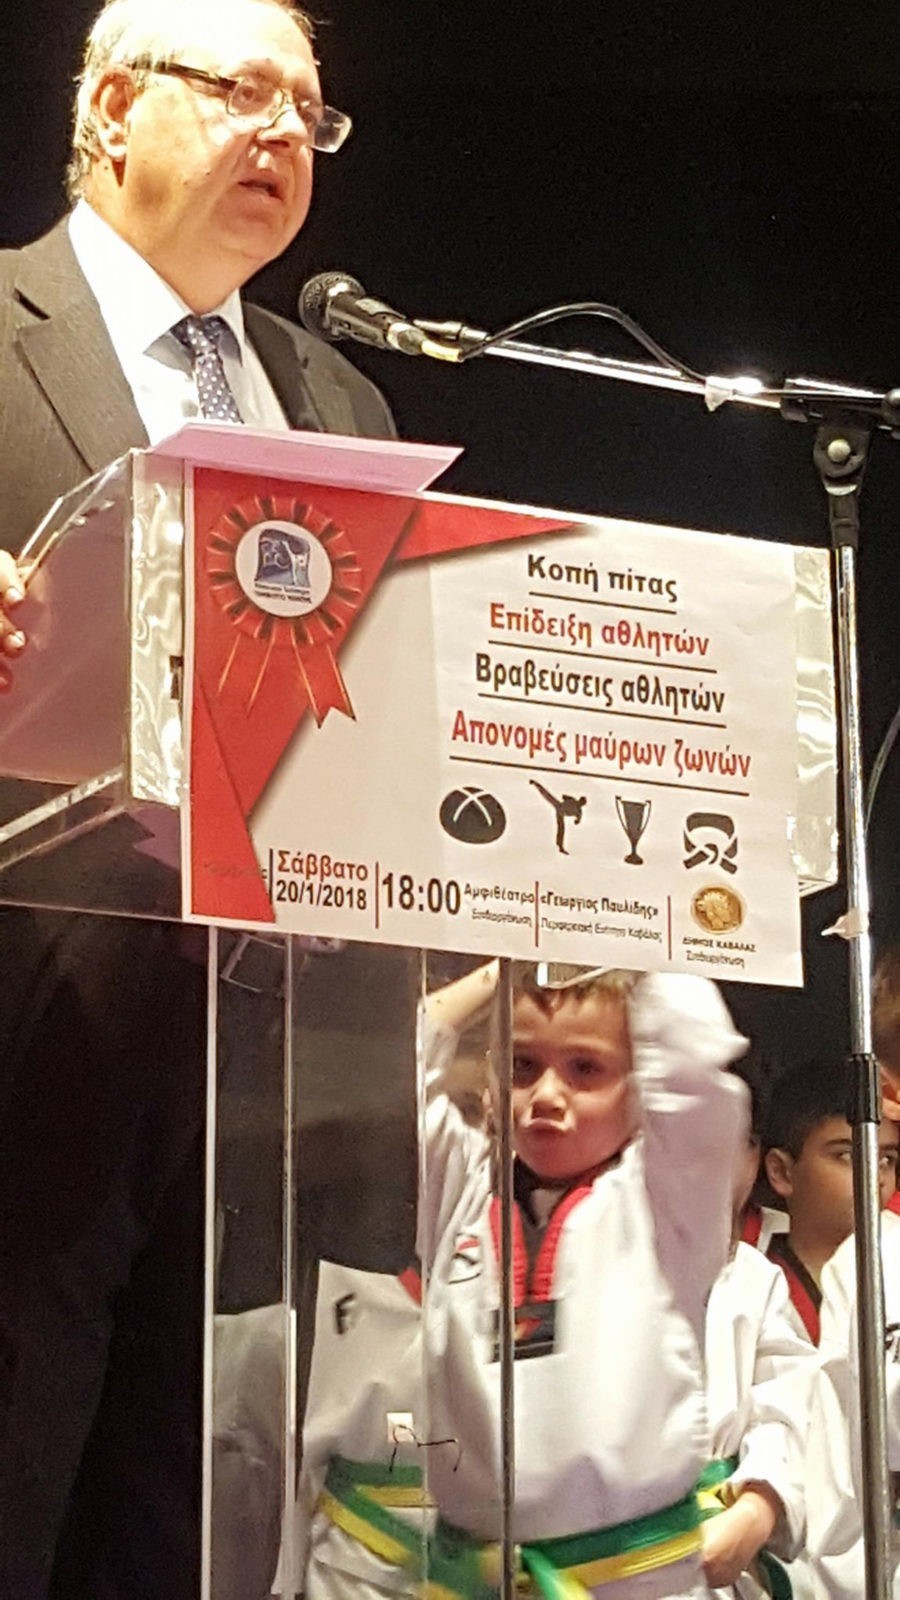 Κοπή πίτας
Επίδειξη αθλητών
Βραβεύσεις αθλητών
Απονομές μαύρων ζωνών
Σάββατο
20/1/2018
18:00
Αμφιθέατρο
Συνδιοργάνωση
«Γεώργιος Παυλίδης»
Περιφερειακή Ενότητα Καβάλας
ΔΗΜΟΣ ΚΑΒΑΛΑΣ
Συνδιοργάνωση